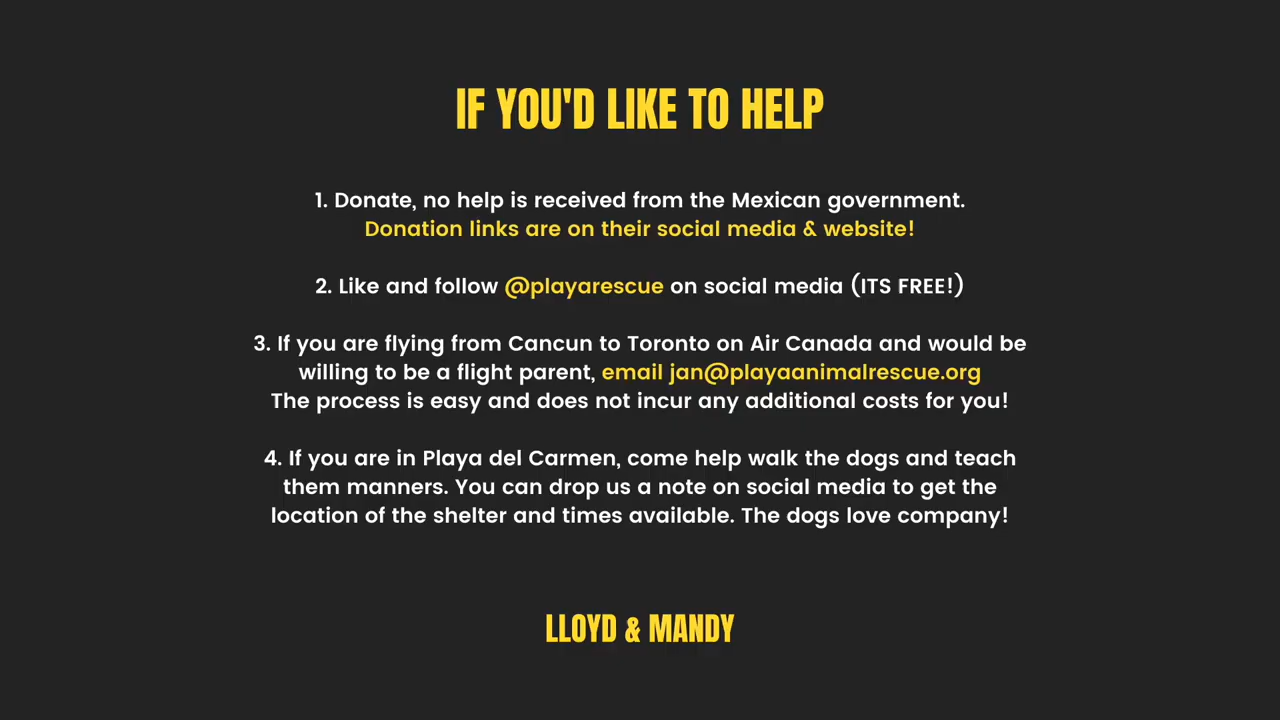 IF YOU'D LIKE TO HELP
1. Donate, no help is received from the Mexican government.
Donation links are on their social media & website!
2. Like and follow @playarescue on social media (ITS FREE!)
3. If you are flying from Cancun to Toronto on Air Canada and would be
willing to be a flight parent, email jan@playaanimalrescue.org
The process is easy and does not incur any additional costs for you!
4. If you are in Playa del Carmen, come help walk the dogs and teach
them manners. You can drop us a note on social media to get the
location of the shelter and times available. The dogs love company!
LLOYD & MANDY